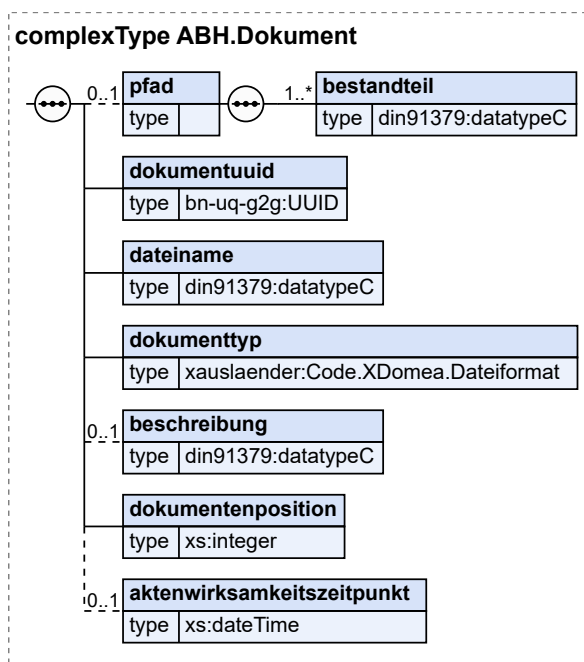 complexType ABH.Dokument
0..1 pfad 1..* bestandteil
type type din91379:datatypeC
dokumentuuid
type bn-uq-g2g:UUID
dateiname
type din91379:datatypeC
dokumenttyp
type xauslaender:Code.XDomea.Dateiformat
0..1 beschreibung
type din91379:datatypeC
dokumentenposition
type xs:integer
0..1 aktenwirksamkeitszeitpunkt
type xs:dateTime